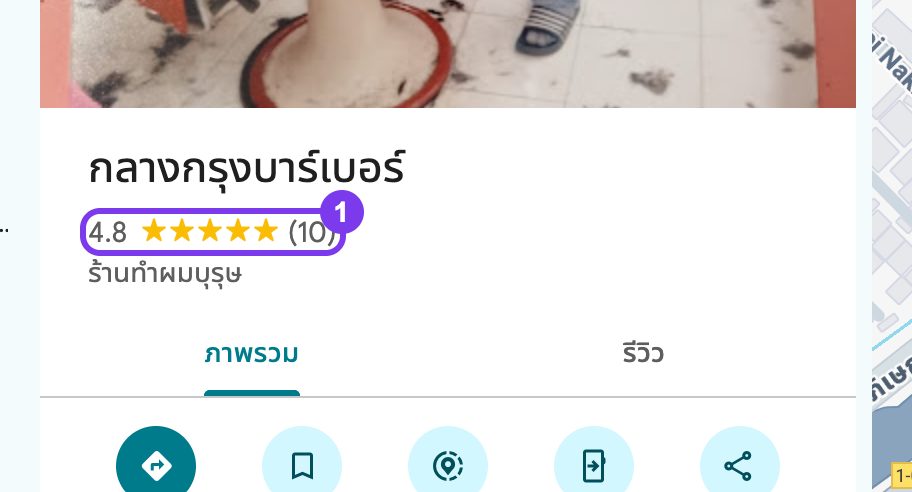 กลางกรุงบาร์เบอร์
1
4.8 ★★★★★ (10)
ร้านทำผมบุรุษ
ภาพรวม
รีวิว